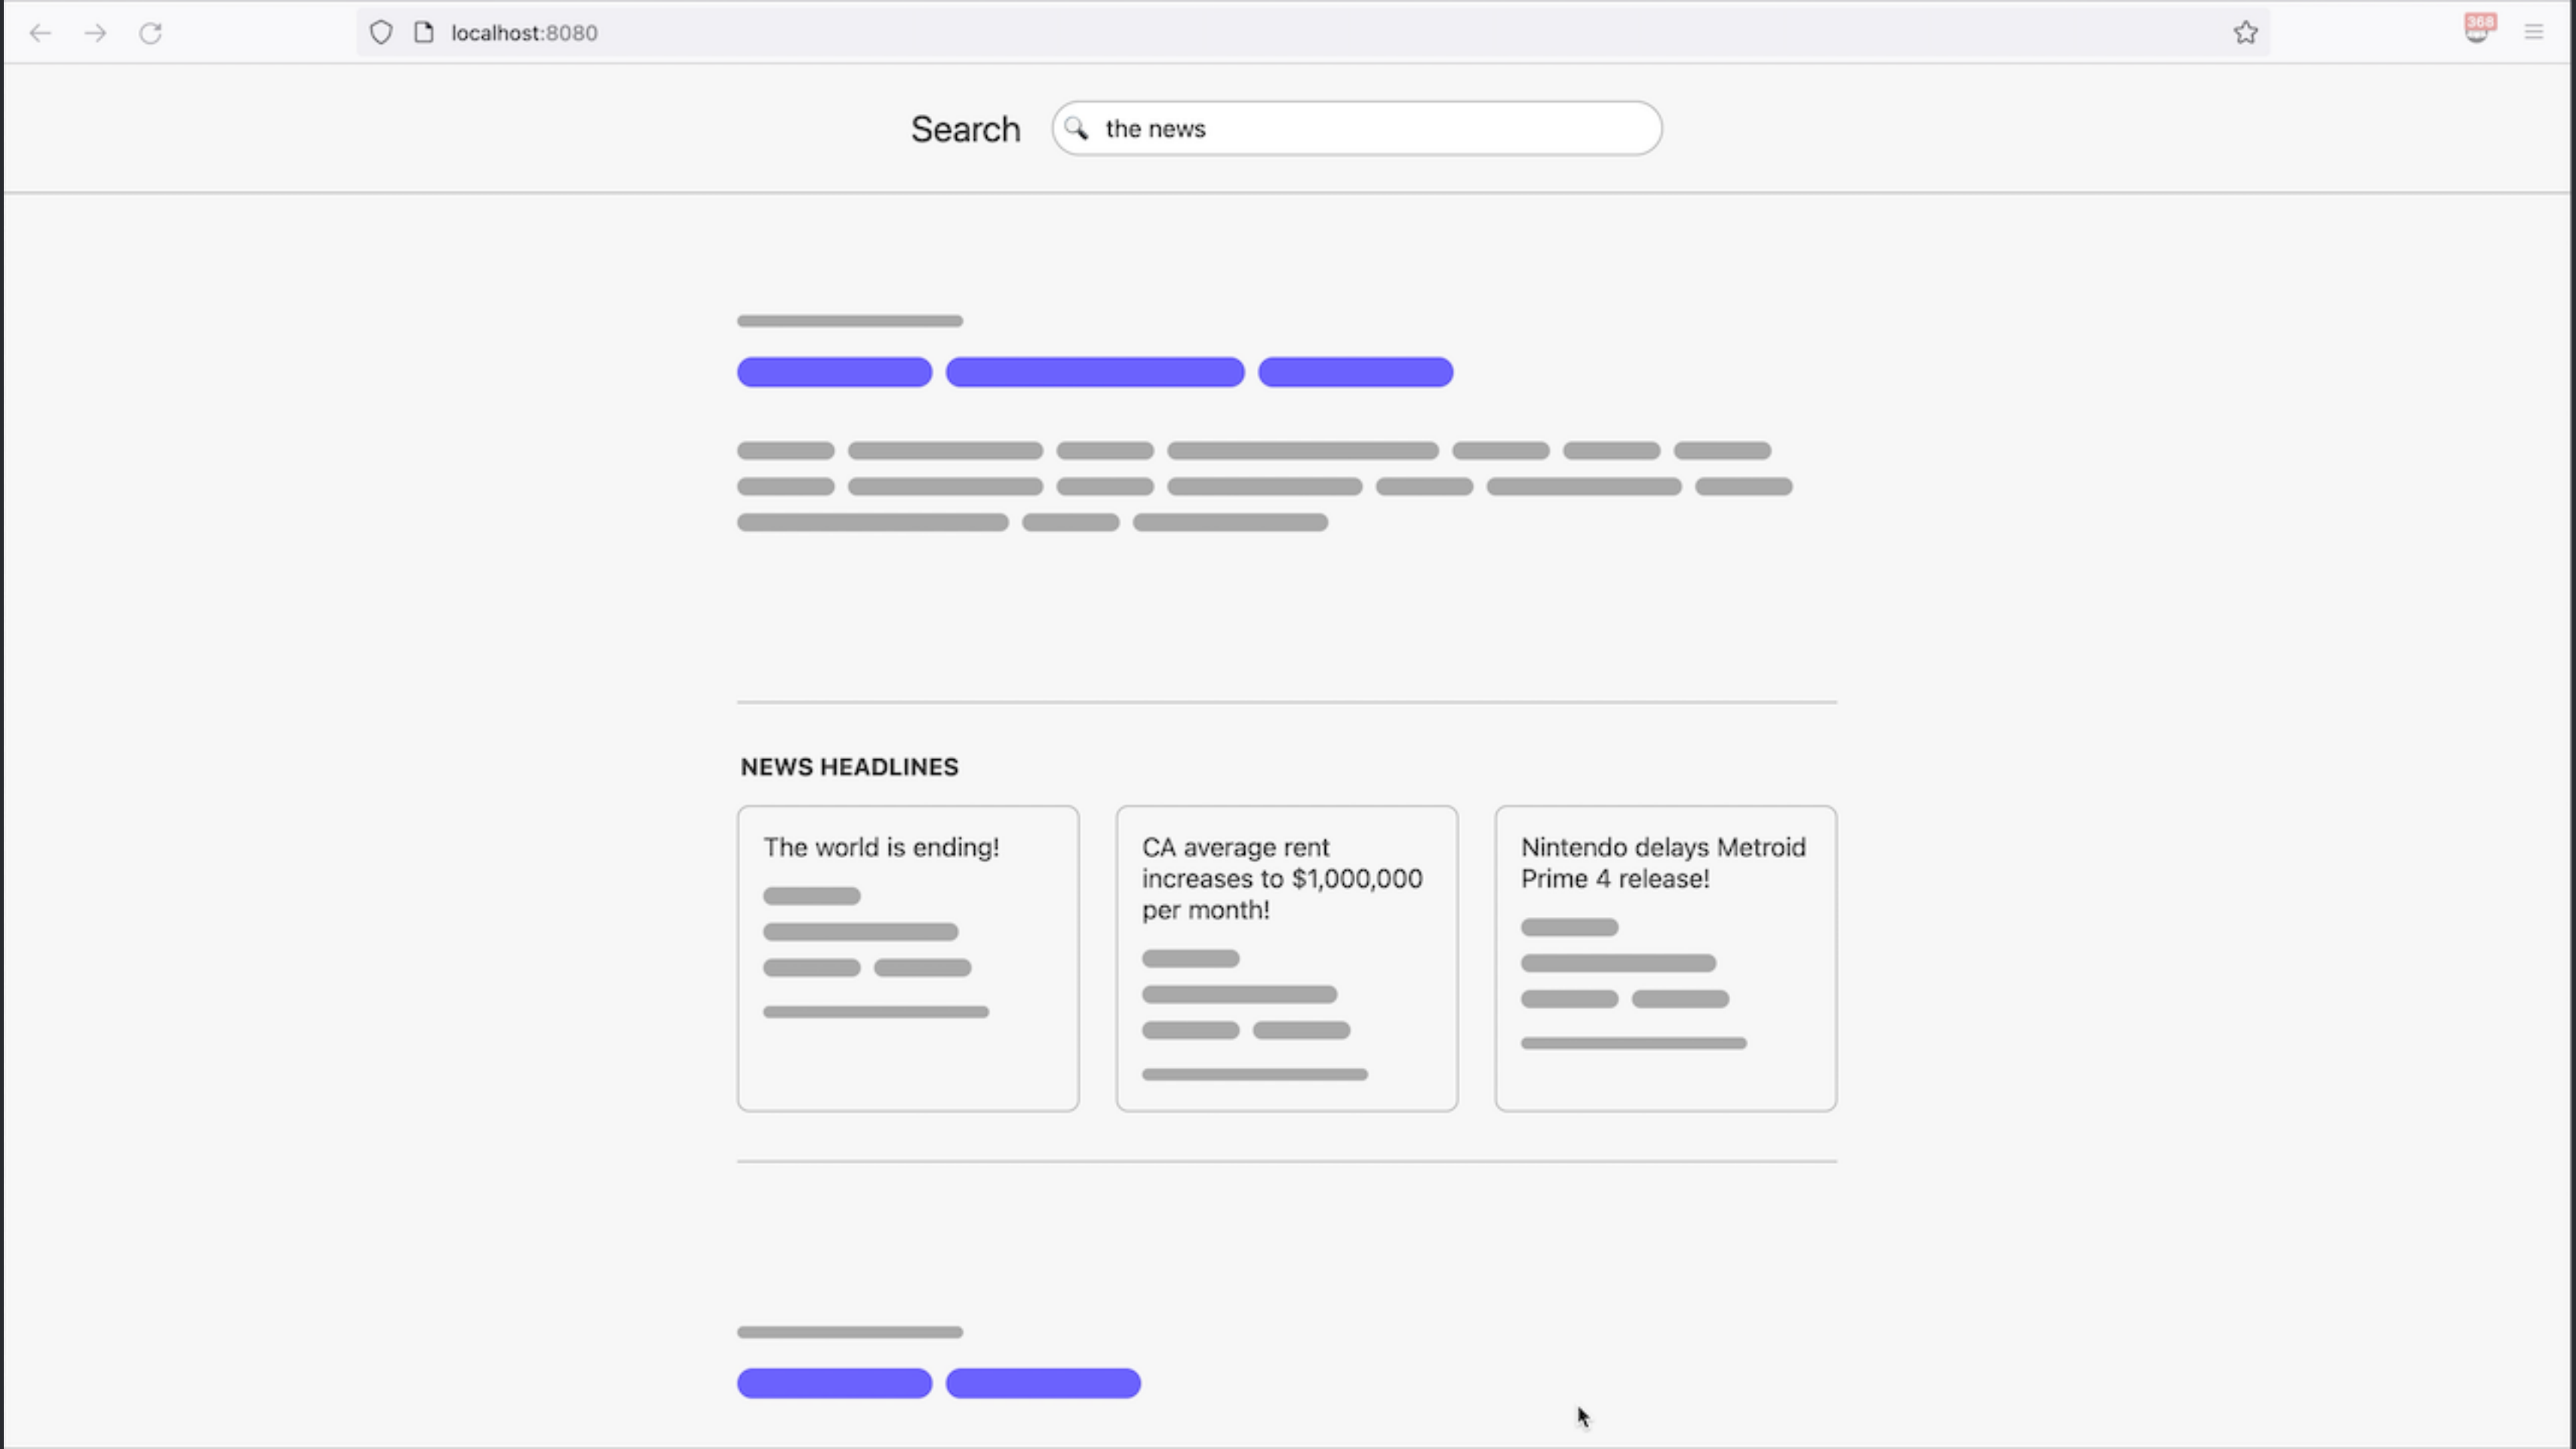 localhost:8080
368
Search
the news
NEWS HEADLINES
The world is ending!
CA average rent
increases to $1,000,000
per month!
Nintendo delays Metroid
Prime 4 release!